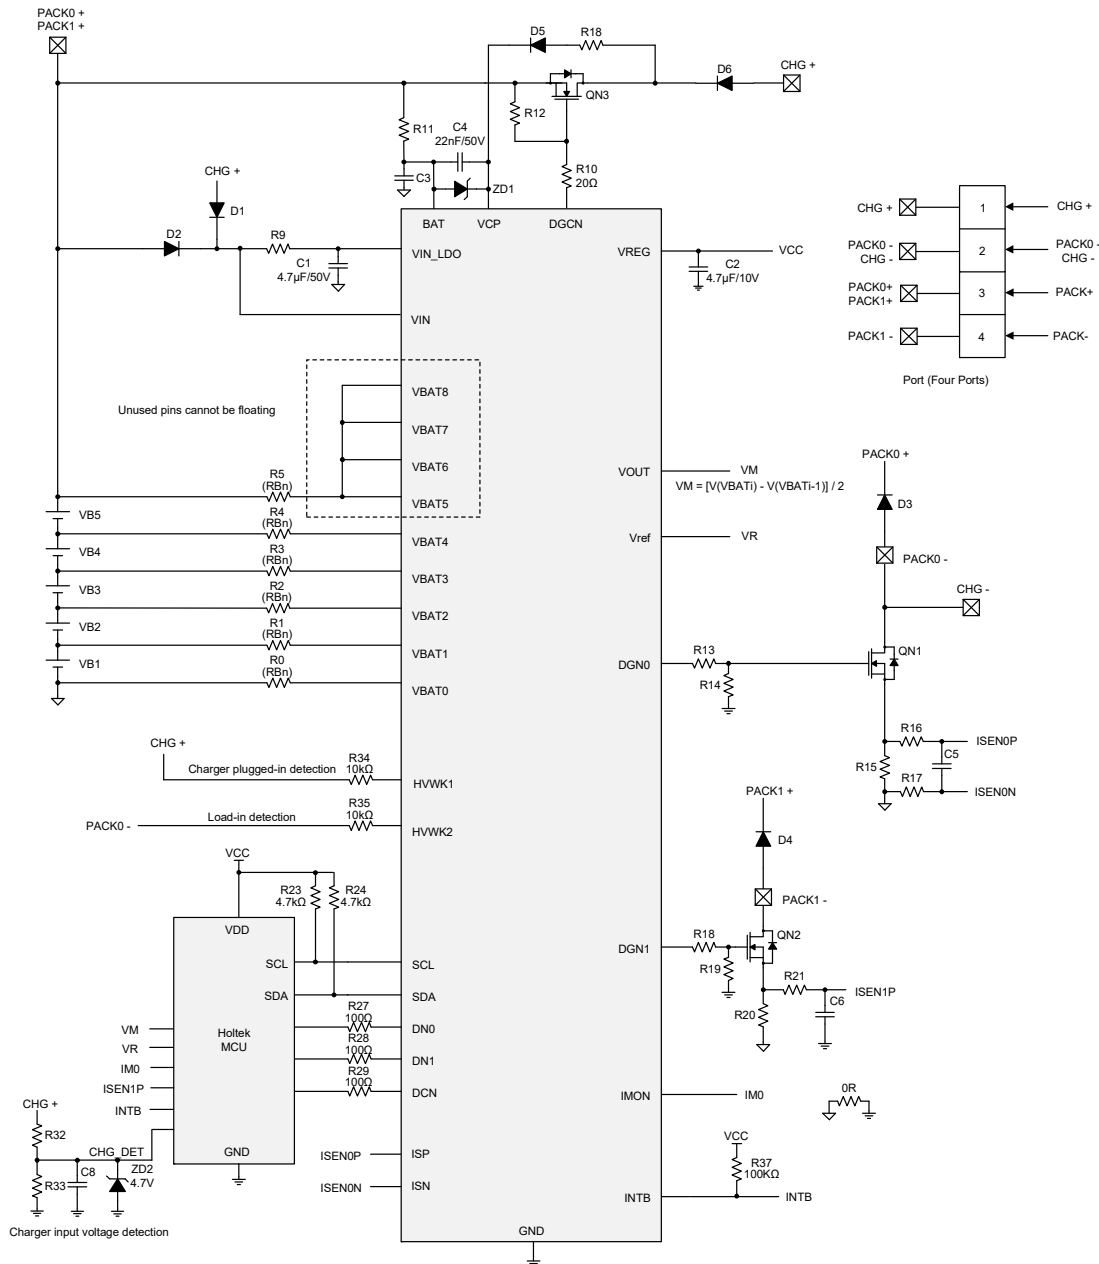 PACK0 +
PACK1 +
D5
R18
D6
CHG +
QN3
R12
R11
C4
22nF/50V
C3
ZD1
R10
20Ω
CHG +
D1
D2
R9
C1
4.7µF/50V
BAT
VCP
DGCN
VIN_LDO
VIN
VREG
VCC
C2
4.7µF/10V
CHG +
1
CHG +
PACK0 -
CHG -
2
PACK0 -
CHG -
PACK0+
PACK1+
3
PACK+
PACK1 -
4
PACK-
Port (Four Ports)
Unused pins cannot be floating
VBAT8
VBAT7
VBAT6
VBAT5
R5
(RBn)
VB5
R4
(RBn)
VBAT4
VB4
R3
(RBn)
VBAT3
VB3
R2
(RBn)
VBAT2
VB2
R1
(RBn)
VBAT1
VB1
R0
(RBn)
VBAT0
VOUT
VM
VM = [V(VBATi) - V(VBATi-1)] / 2
Vref
VR
PACK0 +
D3
PACK0 -
CHG -
QN1
DGN0
R13
R14
R16
ISEN0P
R15
C5
R17
ISEN0N
CHG +
Charger plugged-in detection
R34
10kΩ
HVWK1
PACK0 -
Load-in detection
R35
10kΩ
HVWK2
PACK1 +
D4
PACK1 -
QN2
DGN1
R18
R19
R21
ISEN1P
R20
C6
VCC
R23
4.7kΩ
R24
4.7kΩ
VDD
SCL
SCL
SDA
SDA
R27
100Ω
DN0
R28
100Ω
DN1
R29
100Ω
DCN
Holtek
MCU
VM
VR
IM0
ISEN1P
INTB
GND
CHG +
R32
CHG_DET
R33
C8
ZD2
4.7V
Charger input voltage detection
ISEN0P
ISP
ISEN0N
ISN
IMON
IM0
0R
VCC
R37
100KΩ
INTB
INTB
GND